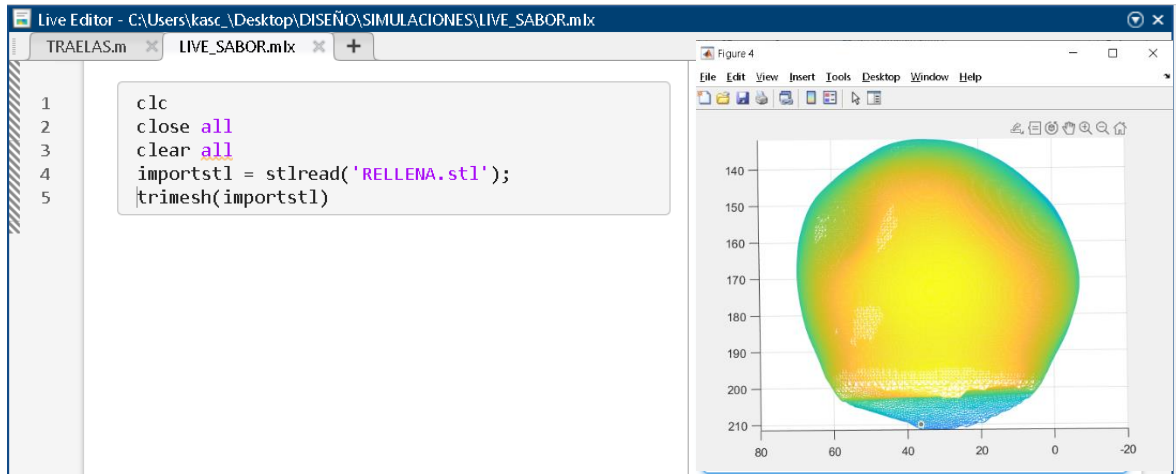 Live Editor - C:\Users\kasc_\Desktop\DISEÑO\SIMULACIONES\LIVE_SABOR.mlx
TRAELAS.m LIVE_SABOR.mlx
1 clc
2 close all
3 clear all
4 importstl = stlread('RELLENA.stl');
5 trimesh(importstl)
Figure 4
File Edit View Insert Tools Desktop Window Help
140
150
160
170
180
190
200
210
80 60 40 20 0 -20